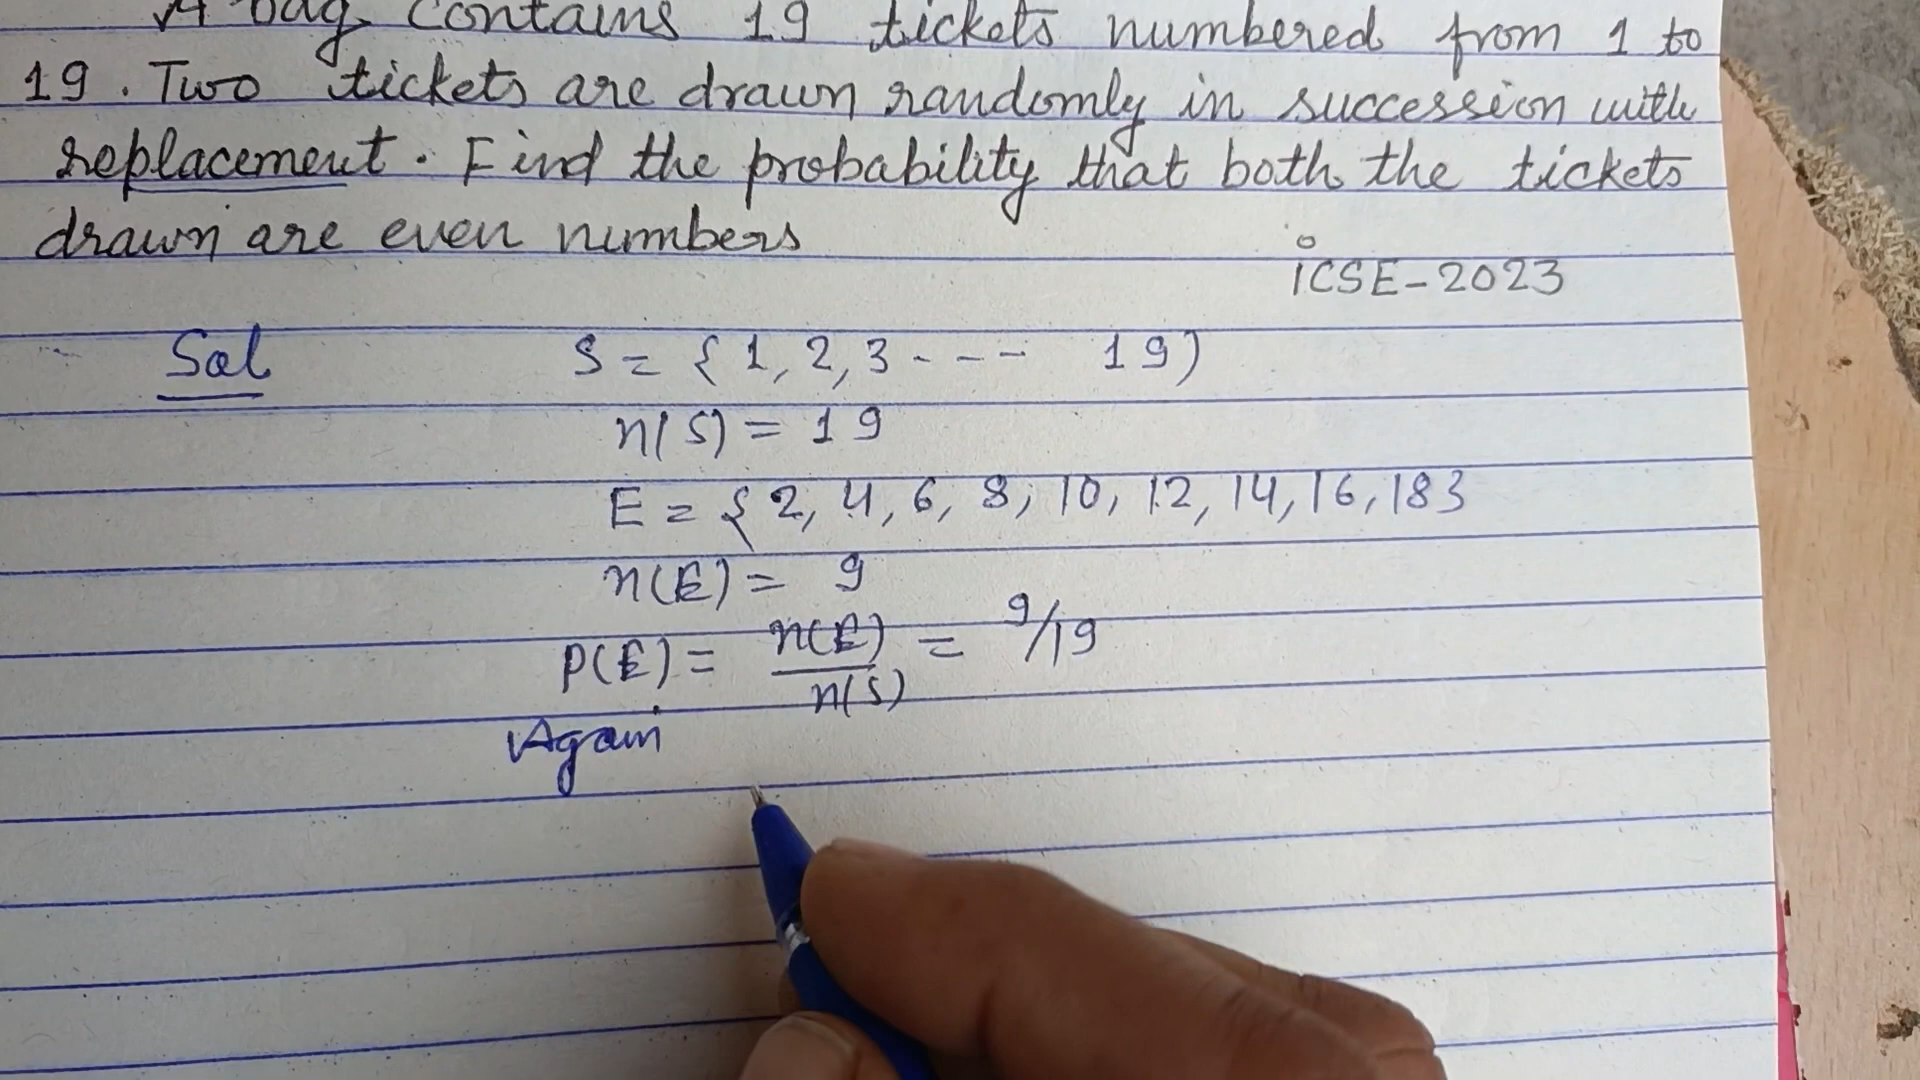 A bag contains 19 tickets numbered from 1 to
19. Two tickets are drawn randomly in succession with
replacement. Find the probability that both the tickets
drawn are even numbers
ICSE-2023
Sol S = {1, 2, 3 - - - 19}
n(S) = 19
E = {2, 4, 6, 8, 10, 12, 14, 16, 18}
n(E) = 9
P(E) = n(E)/n(S) = 9/19
Again